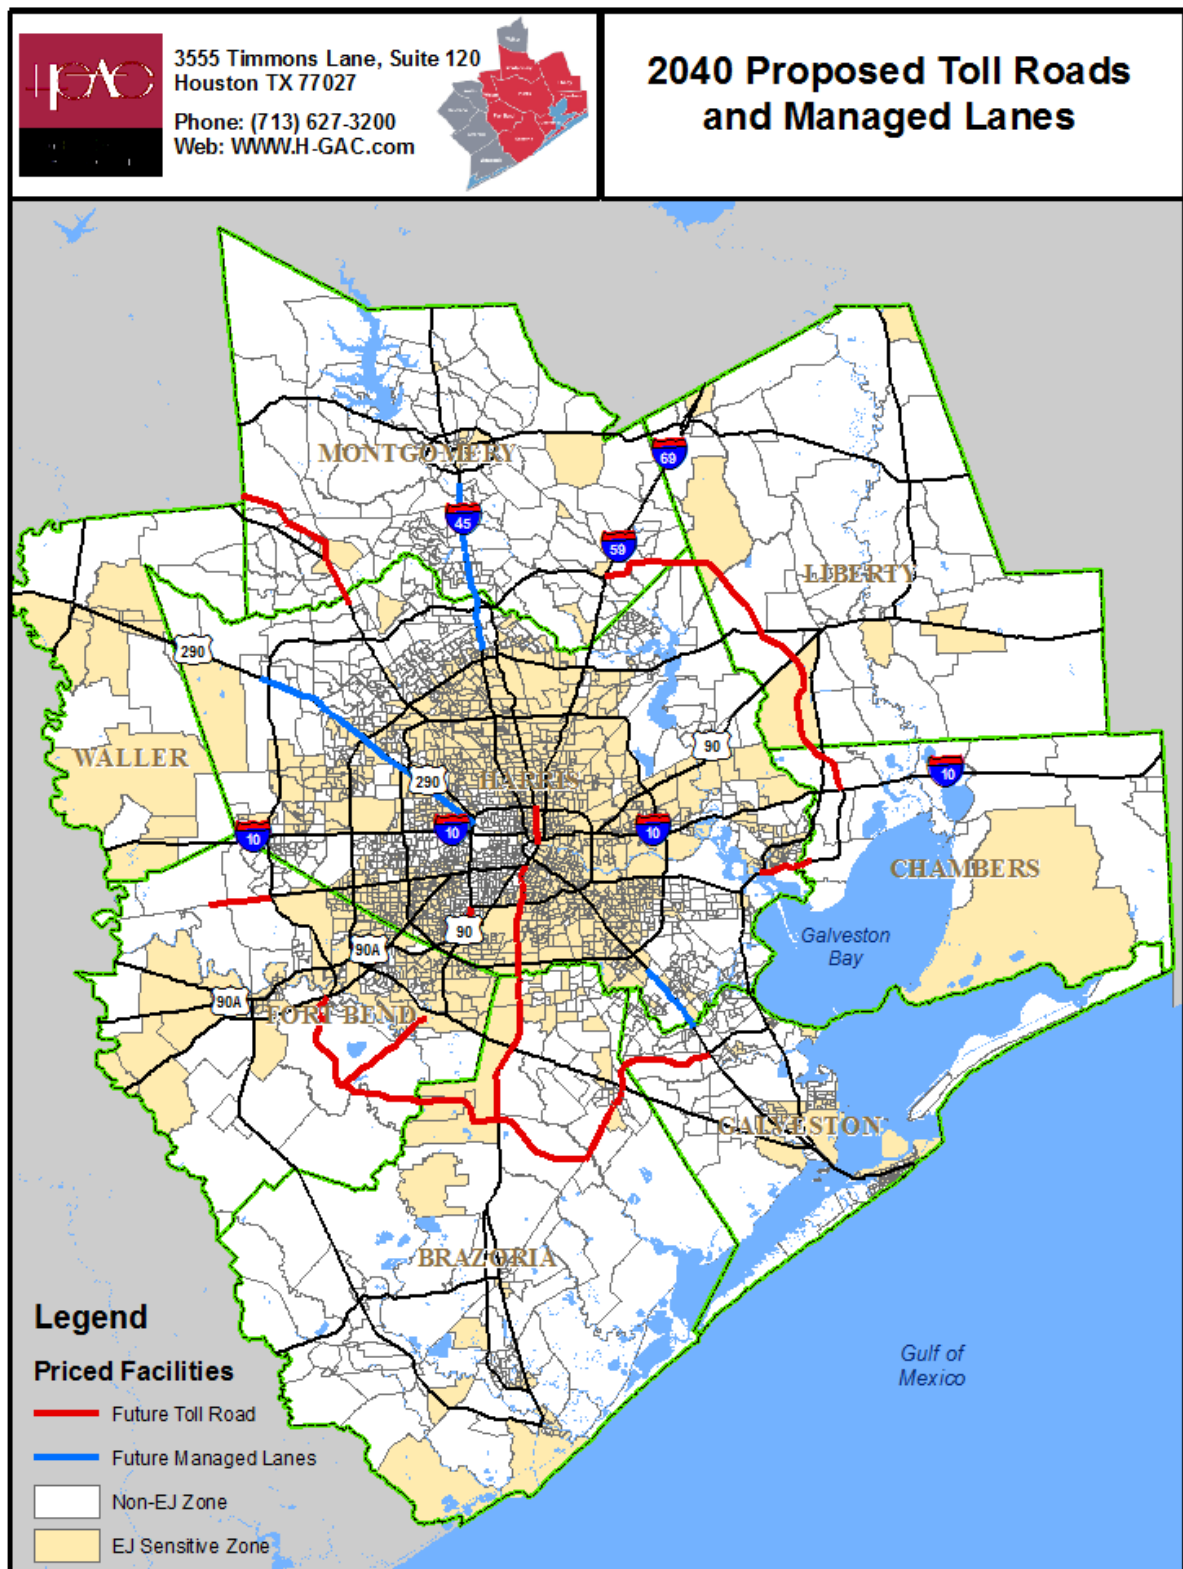 H-GAC
3555 Timmons Lane, Suite 120
Houston TX 77027
Phone: (713) 627-3200
Web: WWW.H-GAC.com
2040 Proposed Toll Roads
and Managed Lanes
MONTGOMERY
69
45
59
LIBERTY
290
90
WALLER
290
HARRIS
10
10
10
10
CHAMBERS
Galveston
Bay
90
90A
90A
FORT BEND
GALVESTON
BRAZORIA
Gulf of
Mexico
Legend
Priced Facilities
Future Toll Road
Future Managed Lanes
Non-EJ Zone
EJ Sensitive Zone